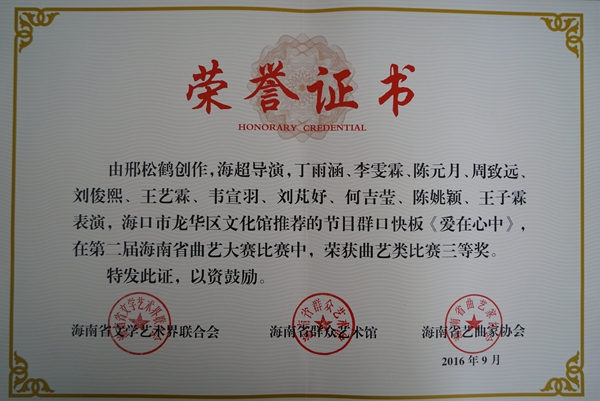 荣誉证书
HONORARY CREDENTIAL
由邢松鹤创作,海超导演,丁雨涵、李雯霖、陈元月、周致远、
刘俊熙、王艺霖、韦宣羽、刘芃妤、何吉莹、陈姚颖、王子霖
表演,海口市龙华区文化馆推荐的节目群口快板《爱在心中》,
在第二届海南省曲艺大赛比赛中,荣获曲艺类比赛三等奖。
特发此证,以资鼓励。
海南省文学艺术界联合会 海南省群众艺术馆 海南省艺曲家协会
2016年9月